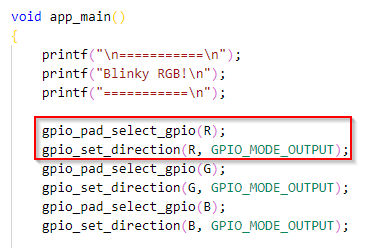 void app_main()
{
printf("\n===========\n");
printf("Blinky RGB!\n");
printf("===========\n");
gpio_pad_select_gpio(R);
gpio_set_direction(R, GPIO_MODE_OUTPUT);
gpio_pad_select_gpio(G);
gpio_set_direction(G, GPIO_MODE_OUTPUT);
gpio_pad_select_gpio(B);
gpio_set_direction(B, GPIO_MODE_OUTPUT);